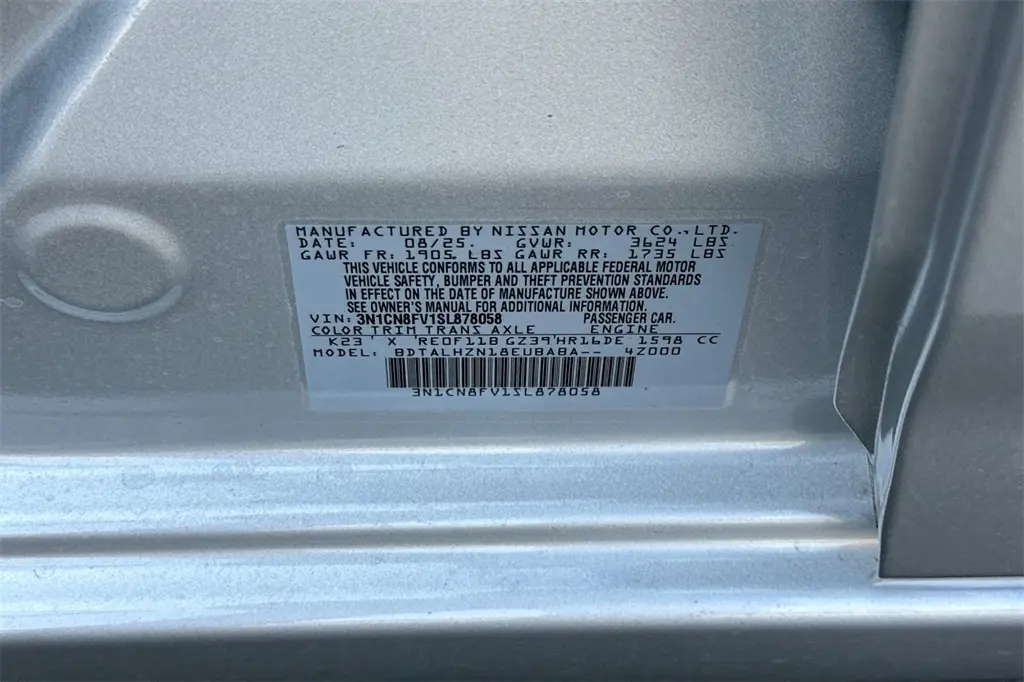 MANUFACTURED BY NISSAN MOTOR CO.,LTD.
DATE: 08/25. GVWR: 3624 LBS
GAWR FR: 1905 LBS GAWR RR: 1735 LBS
THIS VEHICLE CONFORMS TO ALL APPLICABLE FEDERAL MOTOR
VEHICLE SAFETY, BUMPER AND THEFT PREVENTION STANDARDS
IN EFFECT ON THE DATE OF MANUFACTURE SHOWN ABOVE.
SEE OWNER'S MANUAL FOR ADDITIONAL INFORMATION.
VIN: 3N1CN8FV1SL878058 PASSENGER CAR.
COLOR TRIM TRANS AXLE ENGINE
K23' X 'RE0F11B GZ39'HR16DE 1598 CC
MODEL: BDTALHZN18EUBABA-- 4Z000
3N1CN8FV1SL878058